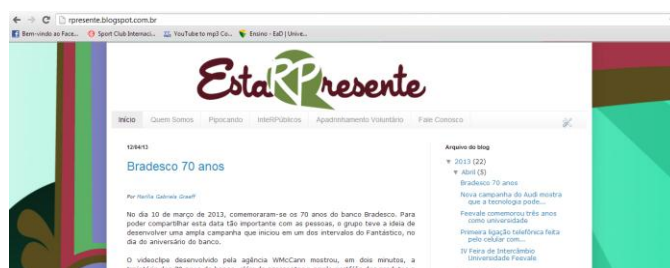 rpresente.blogspot.com.br
Bem-vindo ao Face... Sport Club Internaci... YouTube to mp3 Co... Ensino - EaD | Unive...
EstaRPresente
Início Quem Somos Pipocando InteRPúblicos Apadrinhamento Voluntário Fale Conosco
12/04/13
Bradesco 70 anos
Por Marília Gabriela Graeff
No dia 10 de março de 2013, comemoraram-se os 70 anos do banco Bradesco. Para
poder compartilhar esta data tão importante com as pessoas, o grupo teve a ideia de
desenvolver uma ampla campanha que iniciou em um dos intervalos do Fantástico, no
dia do aniversário do banco.
O videoclipe desenvolvido pela agência WMcCann mostrou, em dois minutos, a
Arquivo do blog
▼ 2013 (22)
▼ Abril (5)
Bradesco 70 anos
Nova campanha do Audi mostra
que a tecnologia pode...
Feevale comemorou três anos
como universidade
Primeira ligação telefônica feita
pelo celular com...
IV Feira de Intercâmbio
Universidade Feevale